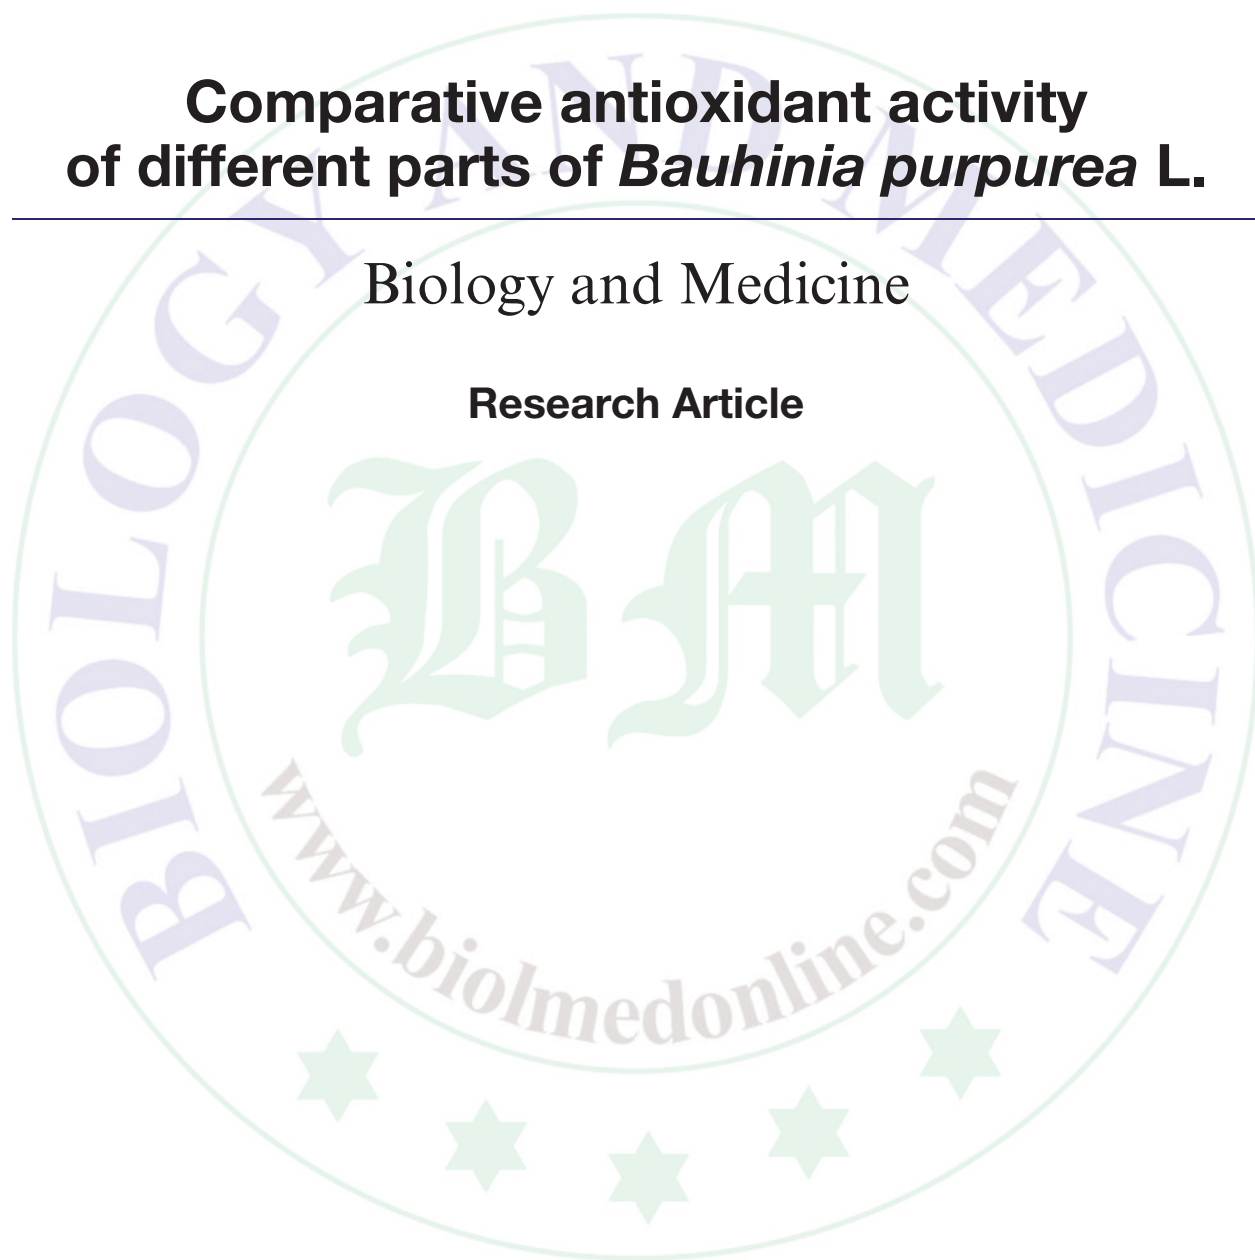 Comparative antioxidant activity
of different parts of Bauhinia purpurea L.
Biology and Medicine
Research Article
BIOLOGY AND MEDICINE
BM
www.biolmedonline.com